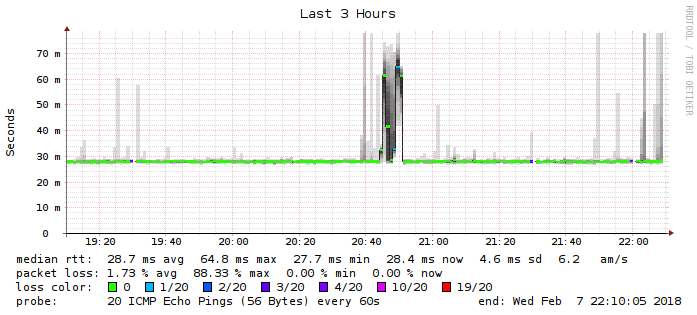 Last 3 Hours
RRDTOOL / TOBI OETIKER
Seconds
70 m
60 m
50 m
40 m
30 m
20 m
10 m
0
19:20 19:40 20:00 20:20 20:40 21:00 21:20 21:40 22:00
median rtt: 28.7 ms avg 64.8 ms max 27.7 ms min 28.4 ms now 4.6 ms sd 6.2 am/s
packet loss: 1.73 % avg 88.33 % max 0.00 % min 0.00 % now
loss color: 0 1/20 2/20 3/20 4/20 10/20 19/20
probe: 20 ICMP Echo Pings (56 Bytes) every 60s end: Wed Feb 7 22:10:05 2018